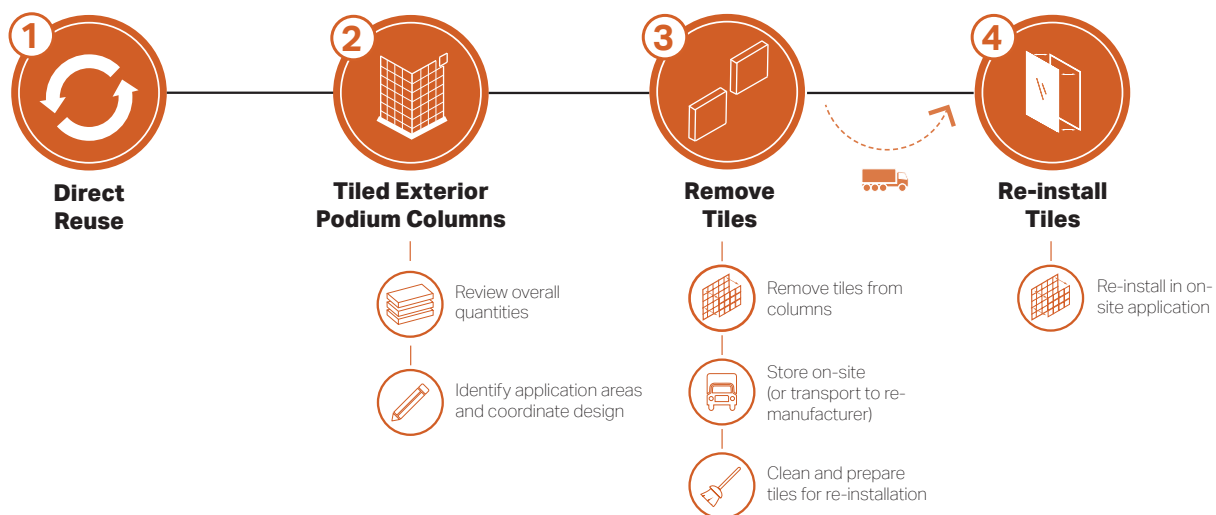 1
Direct
Reuse
2
Tiled Exterior
Podium Columns
Review overall
quantities
Identify application areas
and coordinate design
3
Remove
Tiles
Remove tiles from
columns
Store on-site
(or transport to re-
manufacturer)
Clean and prepare
tiles for re-installation
4
Re-install
Tiles
Re-install in on-
site application